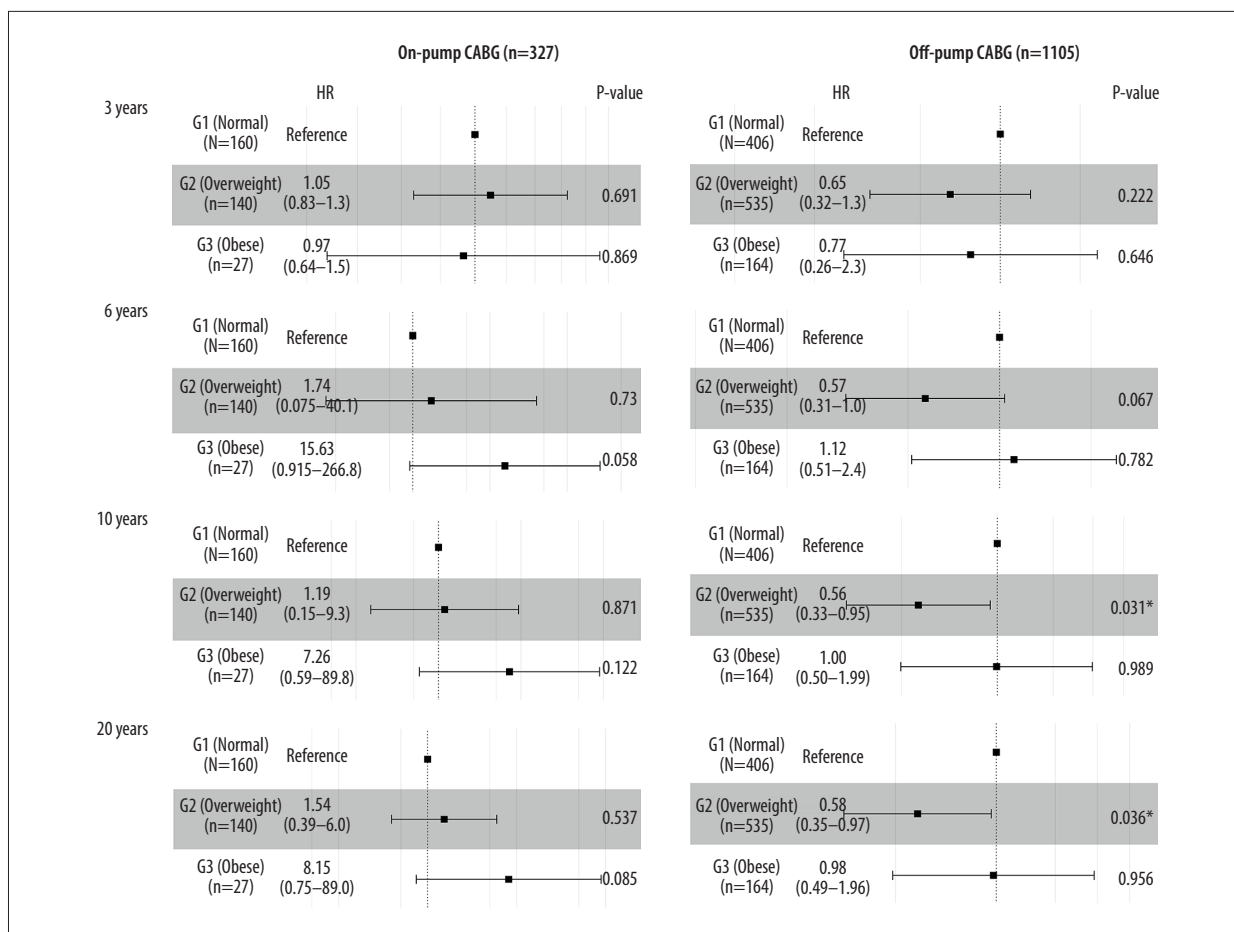 On-pump CABG (n=327)
Off-pump CABG (n=1105)
HR
P-value
HR
P-value
3 years
G1 (Normal)
(N=160)
Reference
G2 (Overweight)
(n=140)
1.05
(0.83–1.3)
0.691
G3 (Obese)
(n=27)
0.97
(0.64–1.5)
0.869
G1 (Normal)
(N=406)
Reference
G2 (Overweight)
(n=535)
0.65
(0.32–1.3)
0.222
G3 (Obese)
(n=164)
0.77
(0.26–2.3)
0.646
6 years
G1 (Normal)
(N=160)
Reference
G2 (Overweight)
(n=140)
1.74
(0.075–40.1)
0.73
G3 (Obese)
(n=27)
15.63
(0.915–266.8)
0.058
G1 (Normal)
(N=406)
Reference
G2 (Overweight)
(n=535)
0.57
(0.31–1.0)
0.067
G3 (Obese)
(n=164)
1.12
(0.51–2.4)
0.782
10 years
G1 (Normal)
(N=160)
Reference
G2 (Overweight)
(n=140)
1.19
(0.15–9.3)
0.871
G3 (Obese)
(n=27)
7.26
(0.59–89.8)
0.122
G1 (Normal)
(N=406)
Reference
G2 (Overweight)
(n=535)
0.56
(0.33–0.95)
0.031*
G3 (Obese)
(n=164)
1.00
(0.50–1.99)
0.989
20 years
G1 (Normal)
(N=160)
Reference
G2 (Overweight)
(n=140)
1.54
(0.39–6.0)
0.537
G3 (Obese)
(n=27)
8.15
(0.75–89.0)
0.085
G1 (Normal)
(N=406)
Reference
G2 (Overweight)
(n=535)
0.58
(0.35–0.97)
0.036*
G3 (Obese)
(n=164)
0.98
(0.49–1.96)
0.956